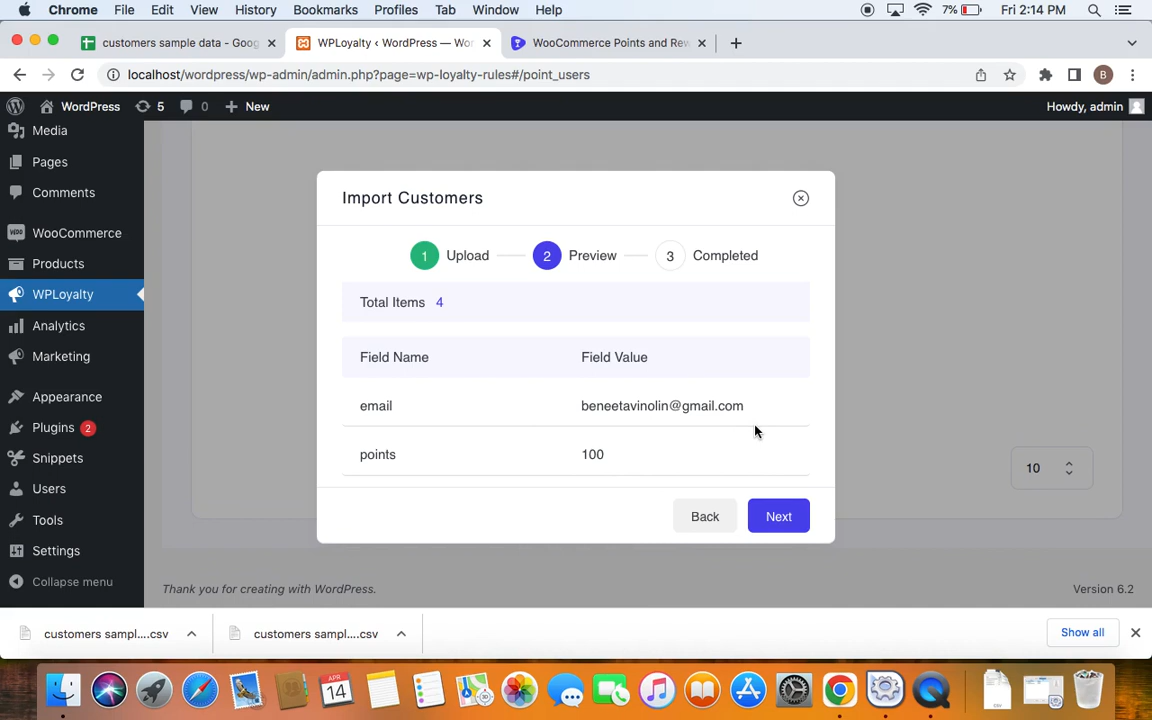 Chrome File Edit View History Bookmarks Profiles Tab Window Help 7% Fri 2:14 PM
customers sample data - Goog WPLoyalty ‹ WordPress — Wor WooCommerce Points and Rew
localhost/wordpress/wp-admin/admin.php?page=wp-loyalty-rules#/point_users B
WordPress 5 0 New Howdy, admin
Media
Pages
Comments
WooCommerce
Products
WPLoyalty
Analytics
Marketing
Appearance
Plugins 2
Snippets
Users
Tools
Settings
Collapse menu
Import Customers
1 Upload 2 Preview 3 Completed
Total Items 4
Field Name Field Value
email beneetavinolin@gmail.com
points 100
Back Next
10
Thank you for creating with WordPress. Version 6.2
customers sampl....csv customers sampl....csv Show all
APR
14